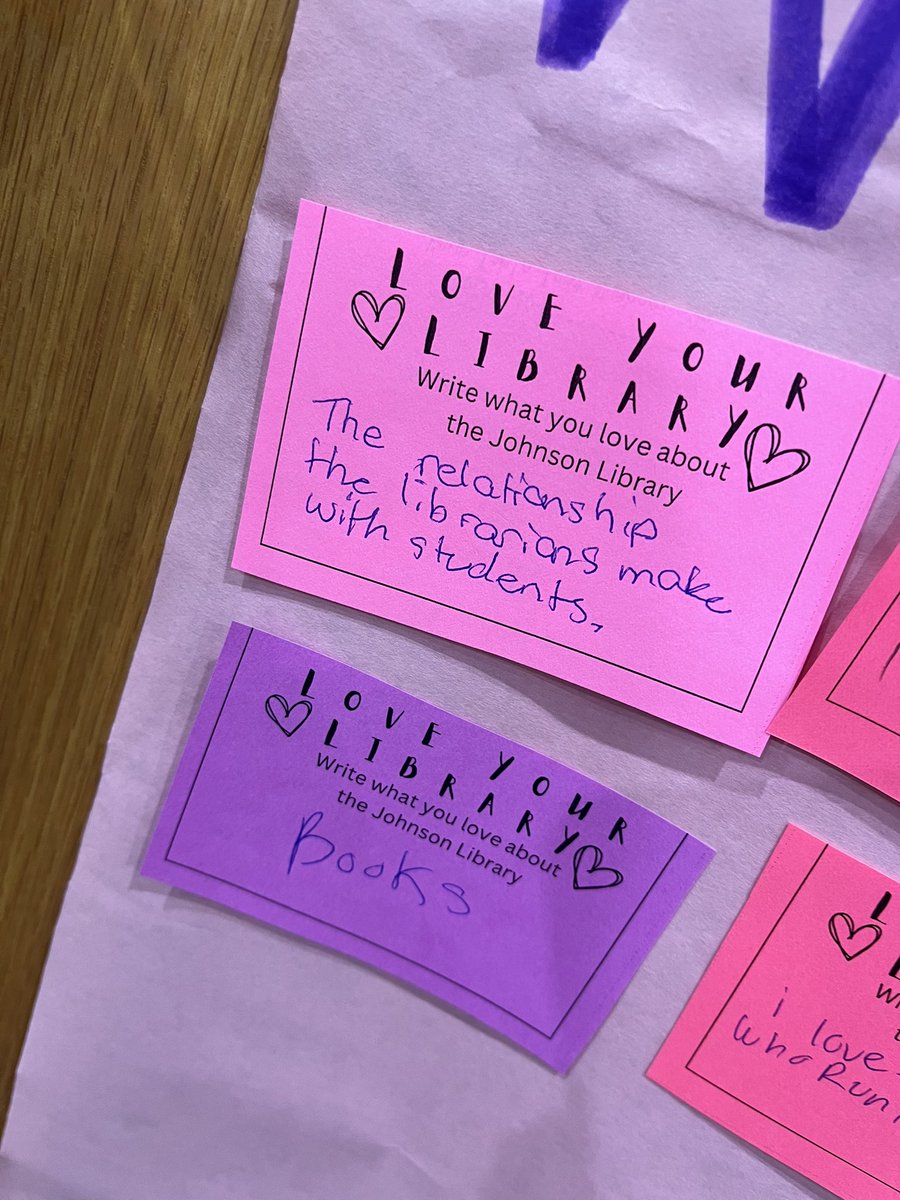 LOVE YOUR
LIBRARY
Write what you love about
the Johnson Library
The relationship
the librarians make
with students,
LOVE YOUR
LIBRARY
Write what you love about
the Johnson Library
Books
L
i love
who Run